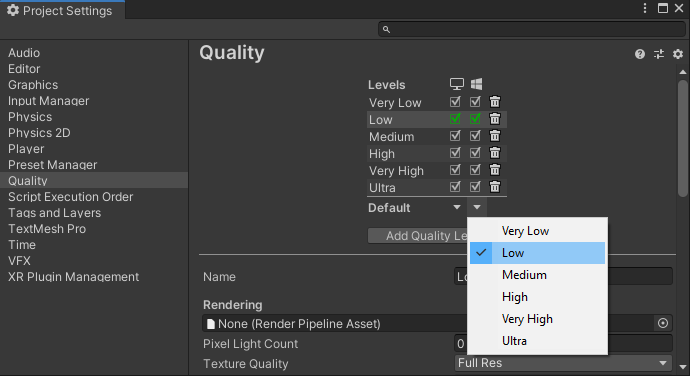 Project Settings
Audio
Editor
Graphics
Input Manager
Physics
Physics 2D
Player
Preset Manager
Quality
Script Execution Order
Tags and Layers
TextMesh Pro
Time
VFX
XR Plugin Management
Quality
Levels
Very Low
Low
Medium
High
Very High
Ultra
Default
Add Quality Le
Very Low
Low
Medium
High
Very High
Ultra
Name
Rendering
None (Render Pipeline Asset)
Pixel Light Count 0
Texture Quality Full Res